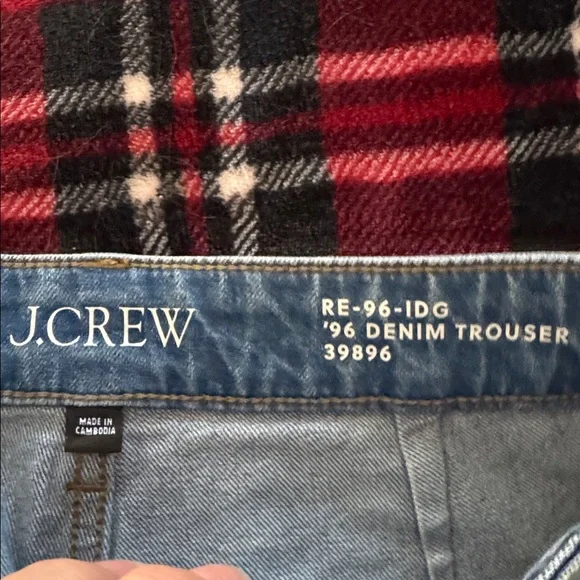 J.CREW
RE-96-IDG
'96 DENIM TROUSER
39896
MADE IN
CAMBODIA